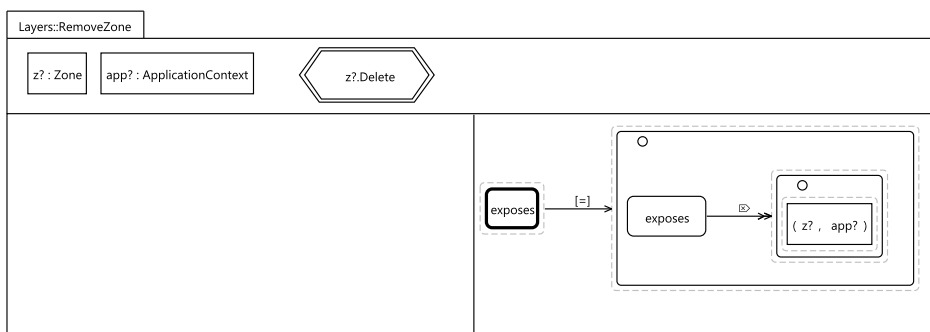 Layers::RemoveZone
z? : Zone
app? : ApplicationContext
z?.Delete
exposes
[=]
exposes
( z? , app? )